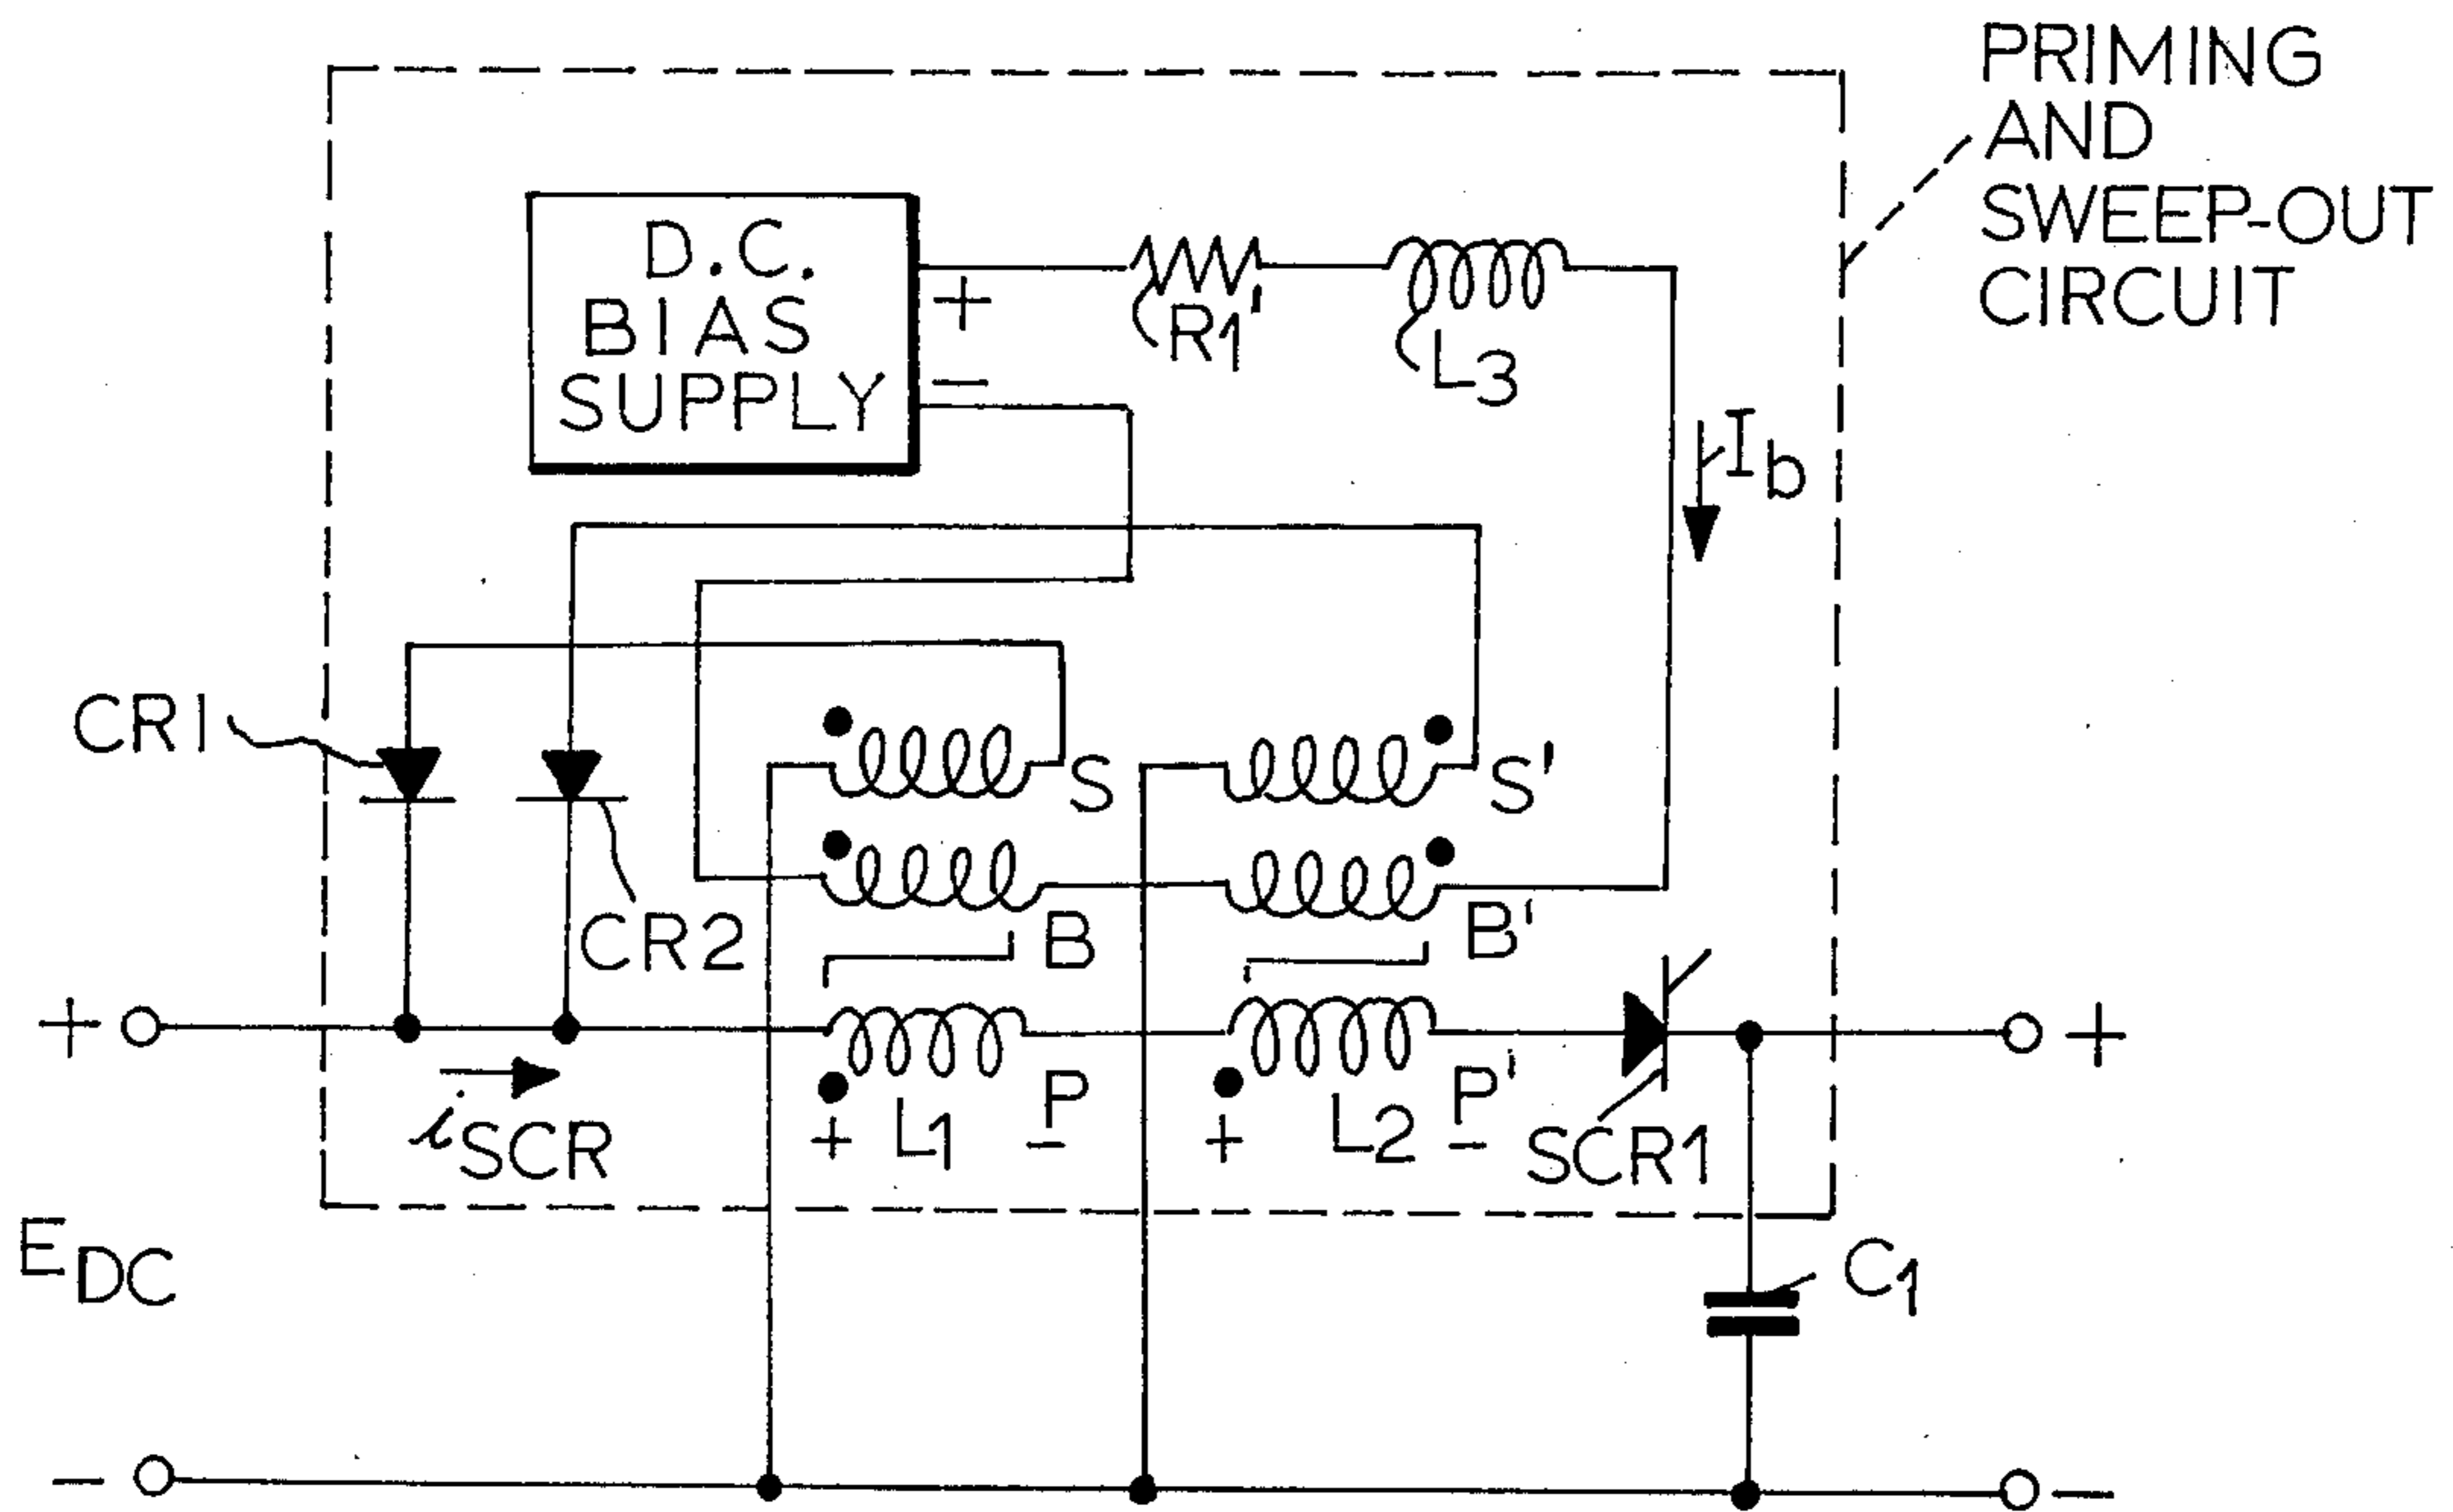 PRIMING
AND
SWEEP-OUT
CIRCUIT
D.C.
BIAS
SUPPLY
+
−
R1'
L3
Ib
CR1
S
S'
CR2
B
B'
+
+
iSCR
+ L1 −
P
+ L2 −
P'
SCR1
EDC
C1
−
−